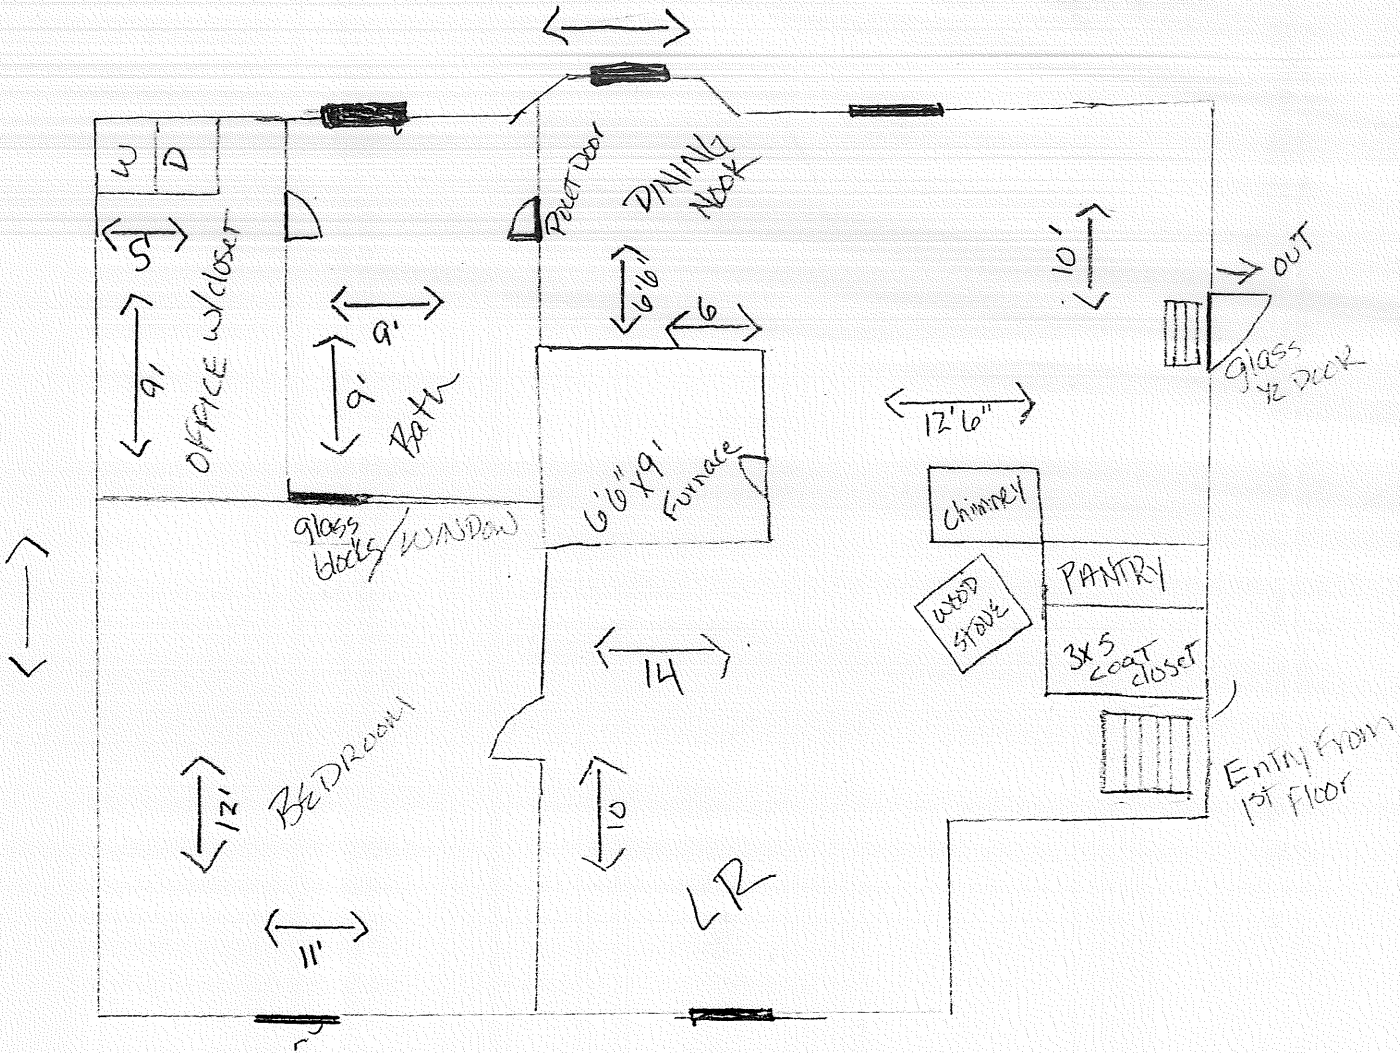 W D
5
9'
OFFICE W/closet
9'
9'
Bath
Pocket Door
DINING
NOOK
6'6"
6
10'
OUT
glass
1/2 DOOR
12'6"
6'6" x 9'
Furnace
chimney
glass
blocks/WINDOW
PANTRY
WOOD
STOVE
3x5
coat
closet
14
Entry From
1st Floor
BEDROOM
12'
10
LR
11'